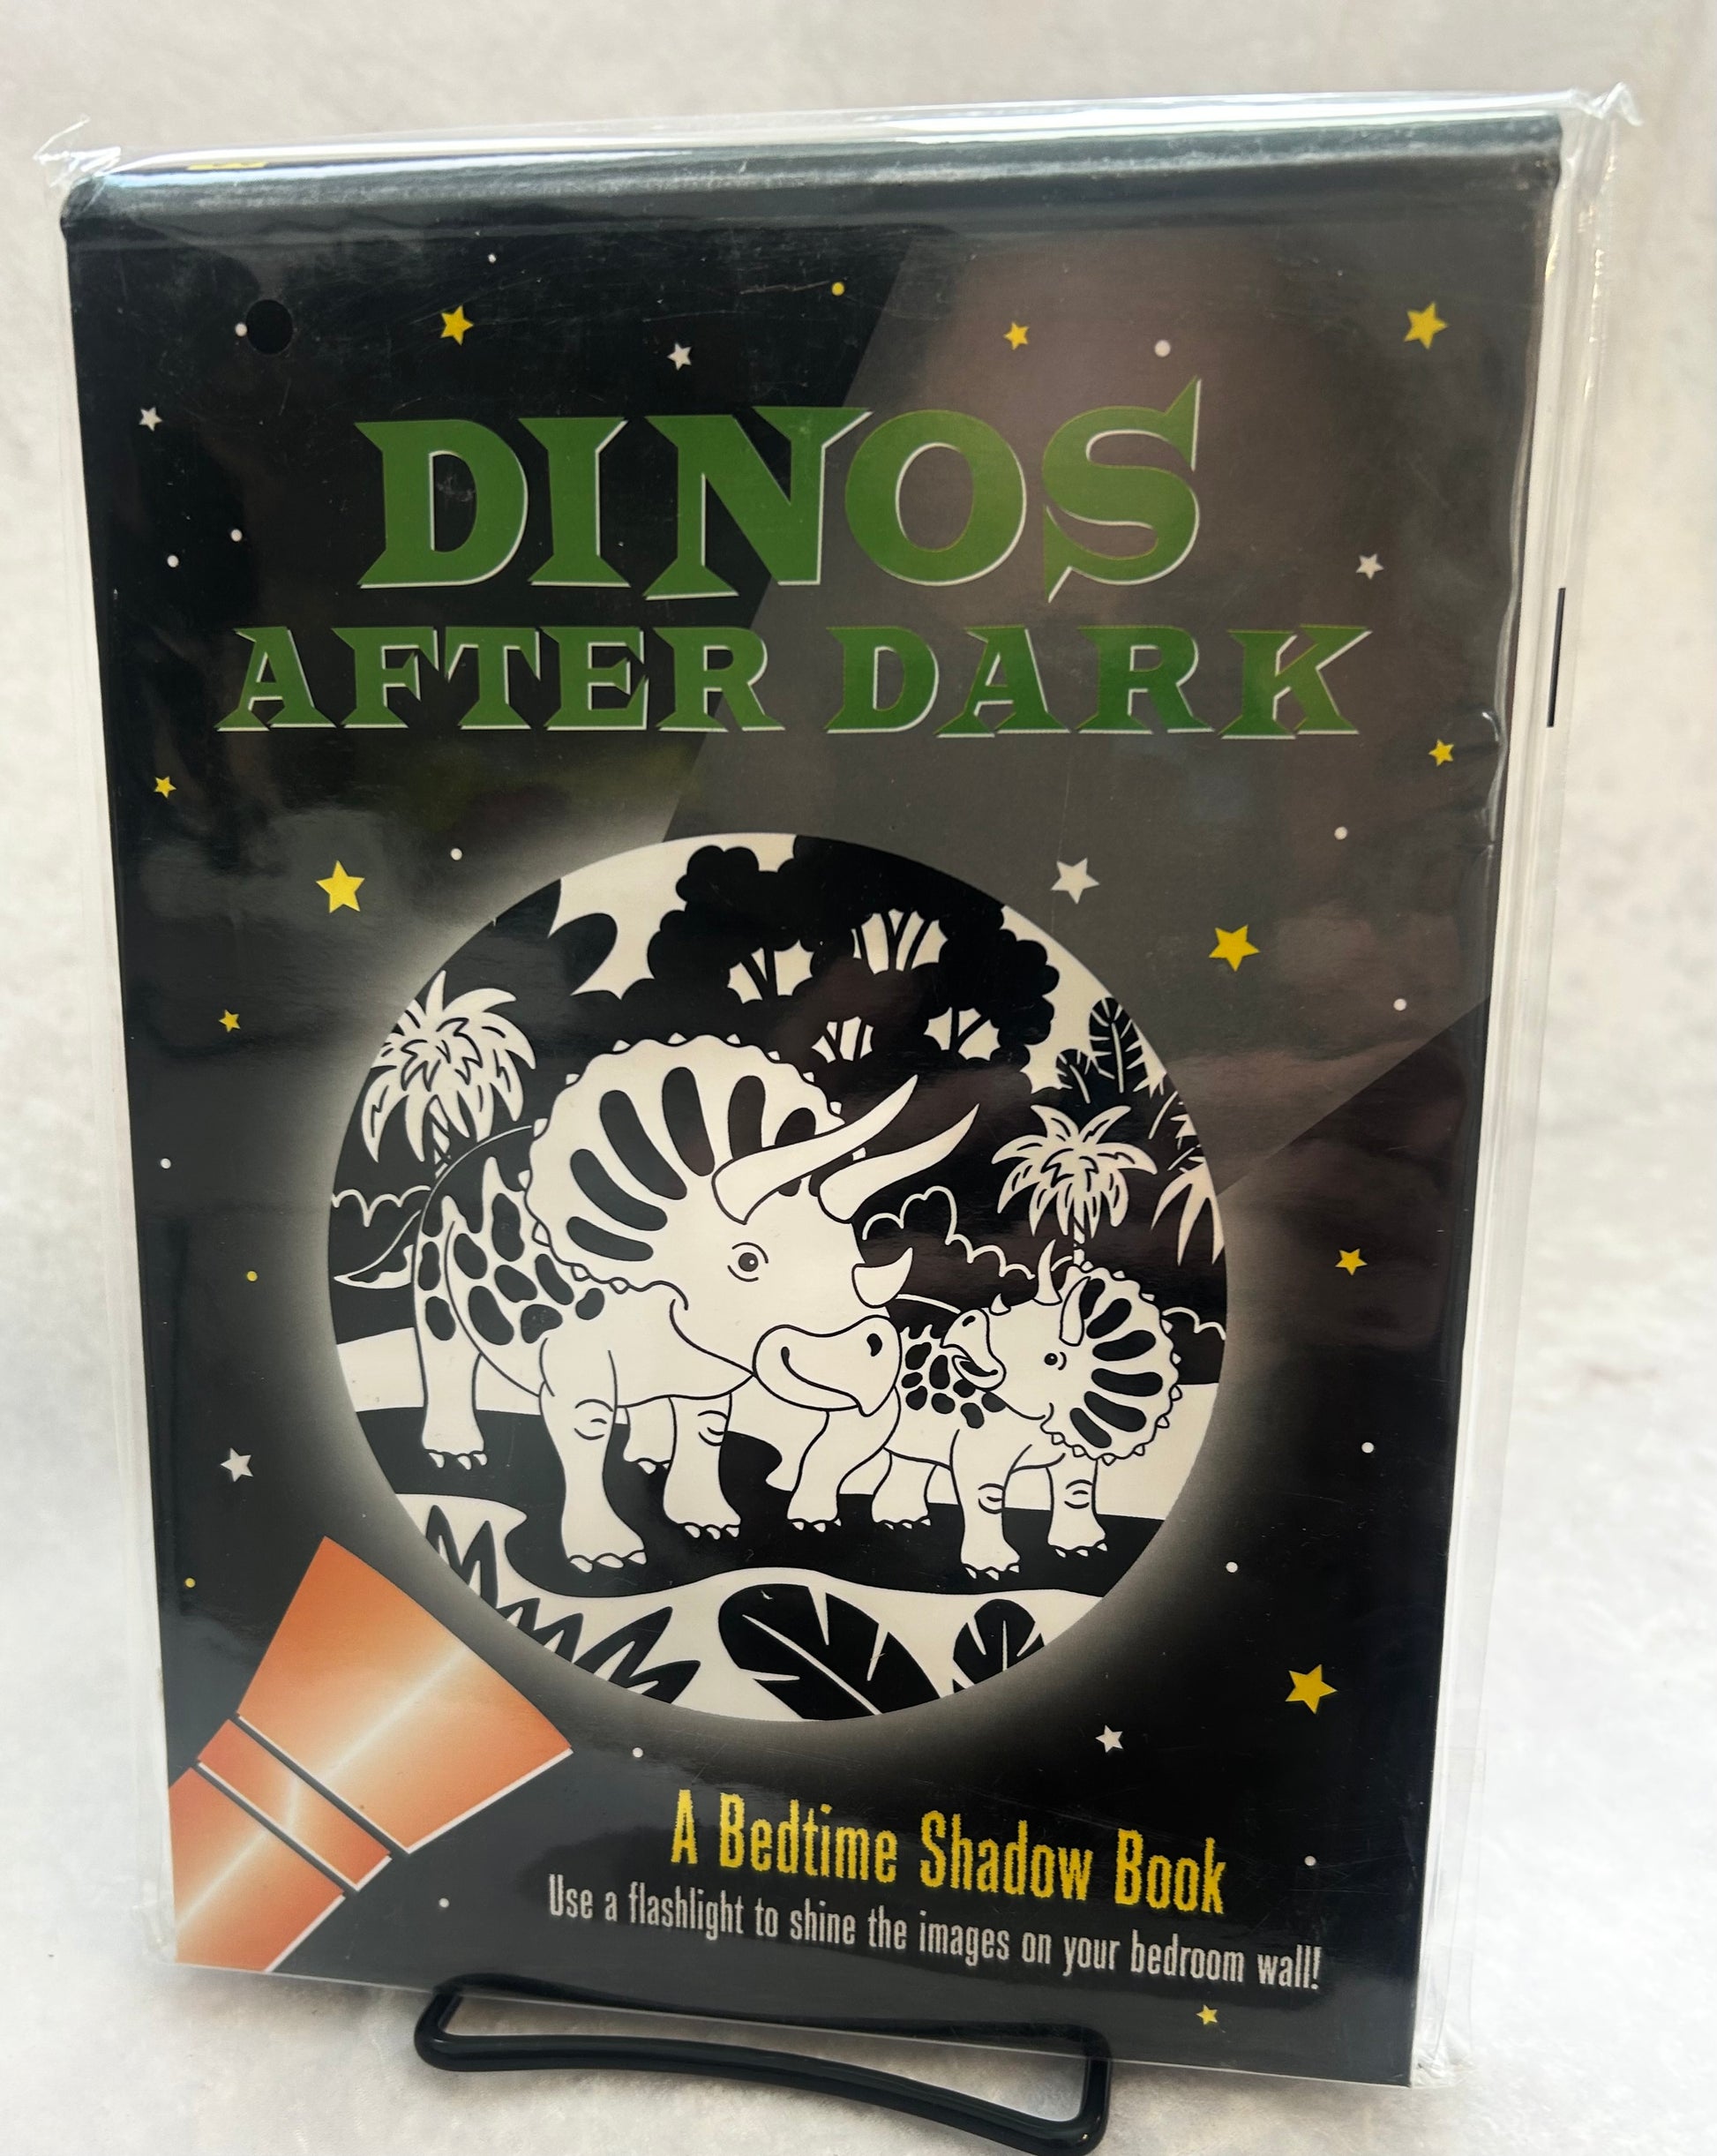 DINOS
AFTER DARK
A Bedtime Shadow Book
Use a flashlight to shine the images on your bedroom wall!